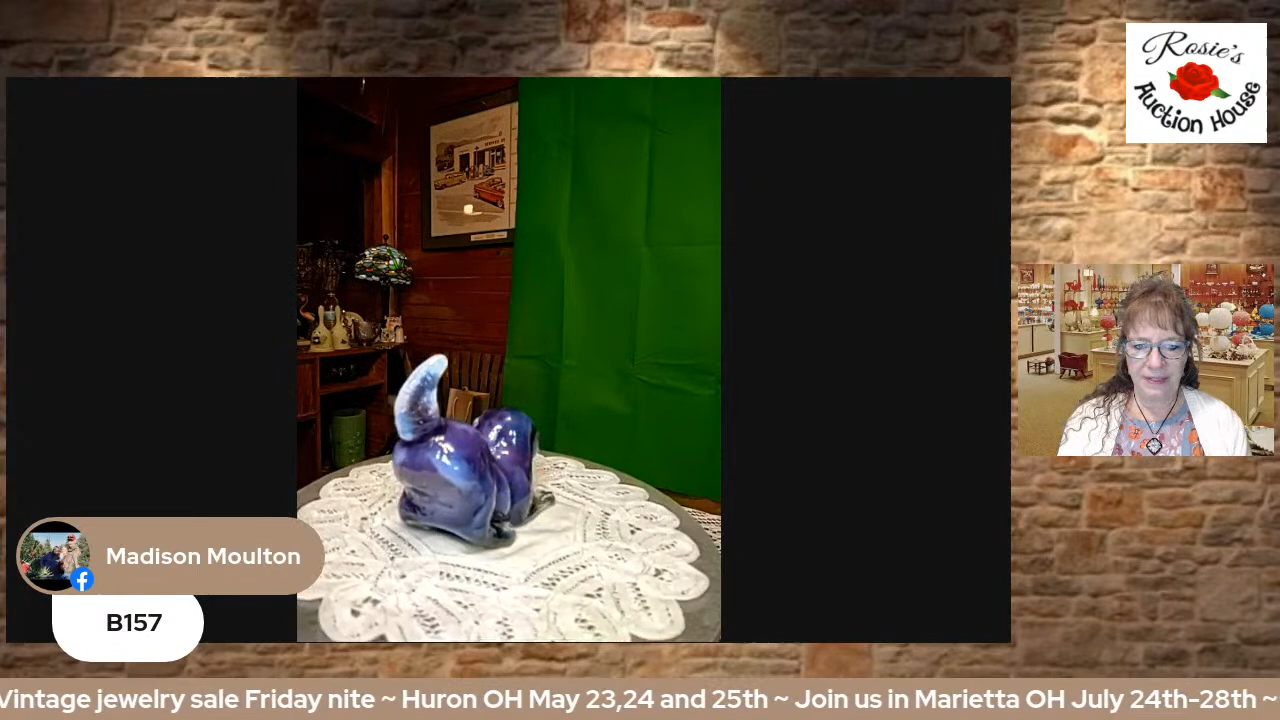 Rosie's
Auction House
Madison Moulton
B157
Vintage jewelry sale Friday nite ~ Huron OH May 23,24 and 25th ~ Join us in Marietta OH July 24th-28th ~